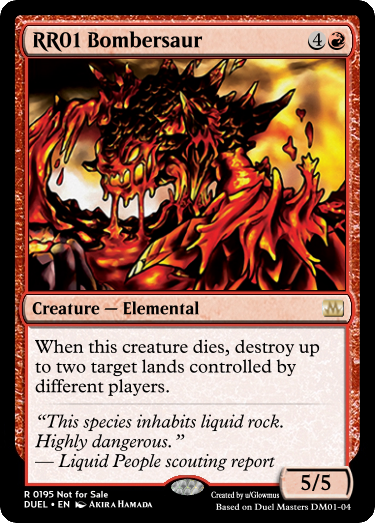 RR01 Bombersaur
4
Creature — Elemental
When this creature dies, destroy up
to two target lands controlled by
different players.
“This species inhabits liquid rock.
Highly dangerous.”
— Liquid People scouting report
5/5
R 0195 Not for Sale
DUEL • EN Akira Hamada
Created by u/Glowmus
Based on Duel Masters DM01-04